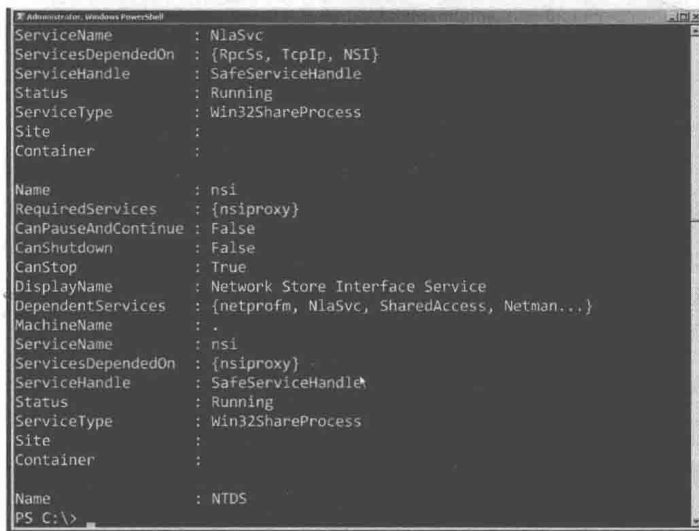 Administrator: Windows PowerShell
ServiceName : NlaSvc
ServicesDependedOn : {RpcSs, TcpIp, NSI}
ServiceHandle : SafeServiceHandle
Status : Running
ServiceType : Win32ShareProcess
Site :
Container :
Name : nsi
RequiredServices : {nsiproxy}
CanPauseAndContinue : False
CanShutdown : False
CanStop : True
DisplayName : Network Store Interface Service
DependentServices : {netprofm, NlaSvc, SharedAccess, Netman...}
MachineName : .
ServiceName : nsi
ServicesDependedOn : {nsiproxy}
ServiceHandle : SafeServiceHandle
Status : Running
ServiceType : Win32ShareProcess
Site :
Container :
Name : NTDS
PS C:\> _